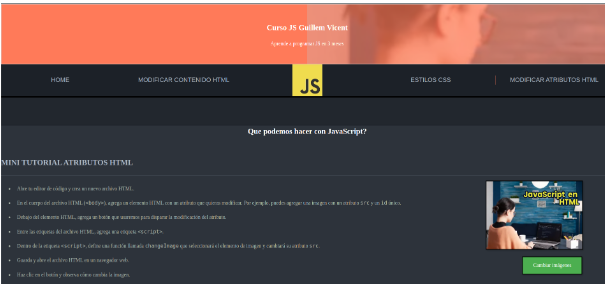 Curso JS Guillem Vicent
Aprende a programar JS en 3 meses
HOME
MODIFICAR CONTENIDO HTML
JS
ESTILOS CSS
MODIFICAR ATRIBUTOS HTML
Que podemos hacer con JavaScript?
MINI TUTORIAL ATRIBUTOS HTML
Abre tu editor de código y crea un nuevo archivo HTML.
En el cuerpo del archivo HTML (<body>), agrega un elemento HTML con un atributo que quieras modificar. Por ejemplo, puedes agregar una imagen con un atributo src y un id único.
Debajo del elemento HTML, agrega un botón que usaremos para disparar la modificación del atributo.
Entre las etiquetas del archivo HTML, agrega una etiqueta <script>.
Dentro de la etiqueta <script>, define una función llamada changeImage que seleccionará el elemento de imagen y cambiará su atributo src.
Guarda y abre el archivo HTML en un navegador web.
Haz clic en el botón y observa cómo cambia la imagen.
JavaScript en
HTML
Cambiar imágenes